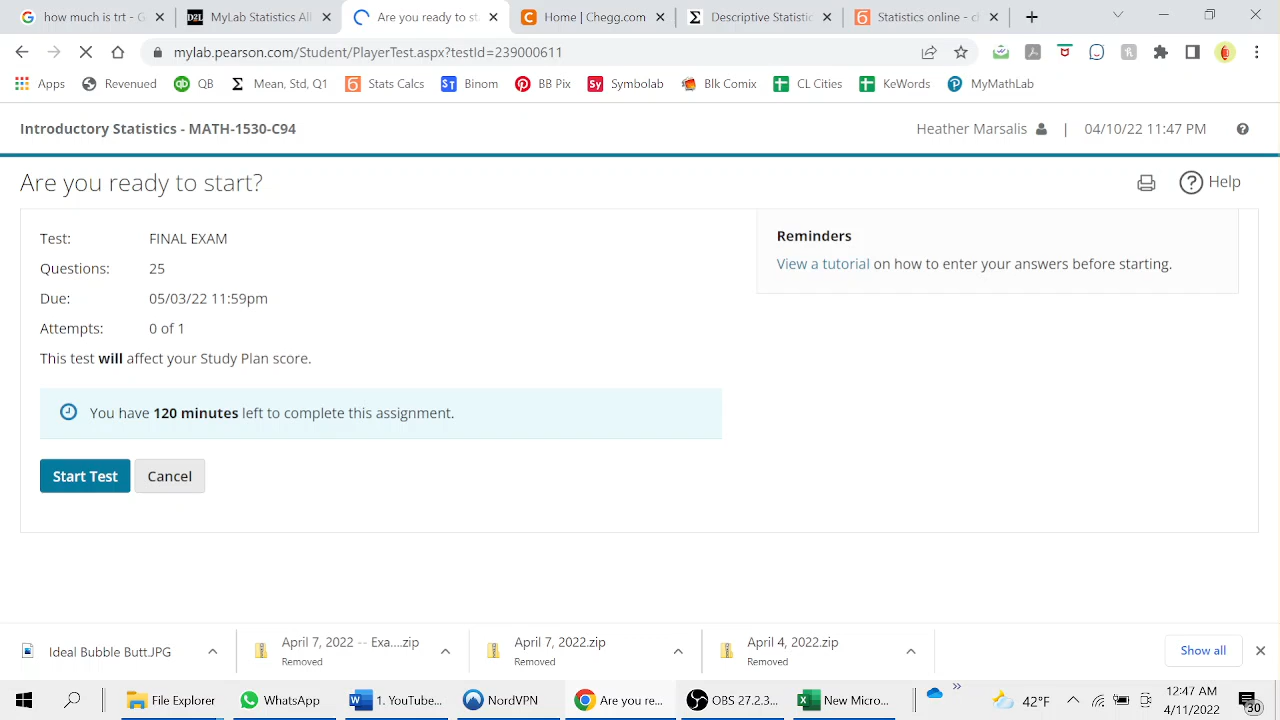 how much is trt - G
MyLab Statistics All
Are you ready to st
Home | Chegg.com
Descriptive Statistic
Statistics online - cl
mylab.pearson.com/Student/PlayerTest.aspx?testId=239000611
Apps Revenued QB Mean, Std, Q1 Stats Calcs Binom BB Pix Symbolab Blk Comix CL Cities KeWords MyMathLab
Introductory Statistics - MATH-1530-C94
Heather Marsalis | 04/10/22 11:47 PM
Are you ready to start?
Help
Test: FINAL EXAM
Questions: 25
Due: 05/03/22 11:59pm
Attempts: 0 of 1
This test will affect your Study Plan score.
You have 120 minutes left to complete this assignment.
Start Test Cancel
Reminders
View a tutorial on how to enter your answers before starting.
Ideal Bubble Butt.JPG
April 7, 2022 -- Exa....zip
Removed
April 7, 2022.zip
Removed
April 4, 2022.zip
Removed
Show all
File Explorer WhatsApp 1. YouTube... NordVPN Are you re... OBS 27.2.3... New Micro... 42°F
12:47 AM
4/11/2022
30